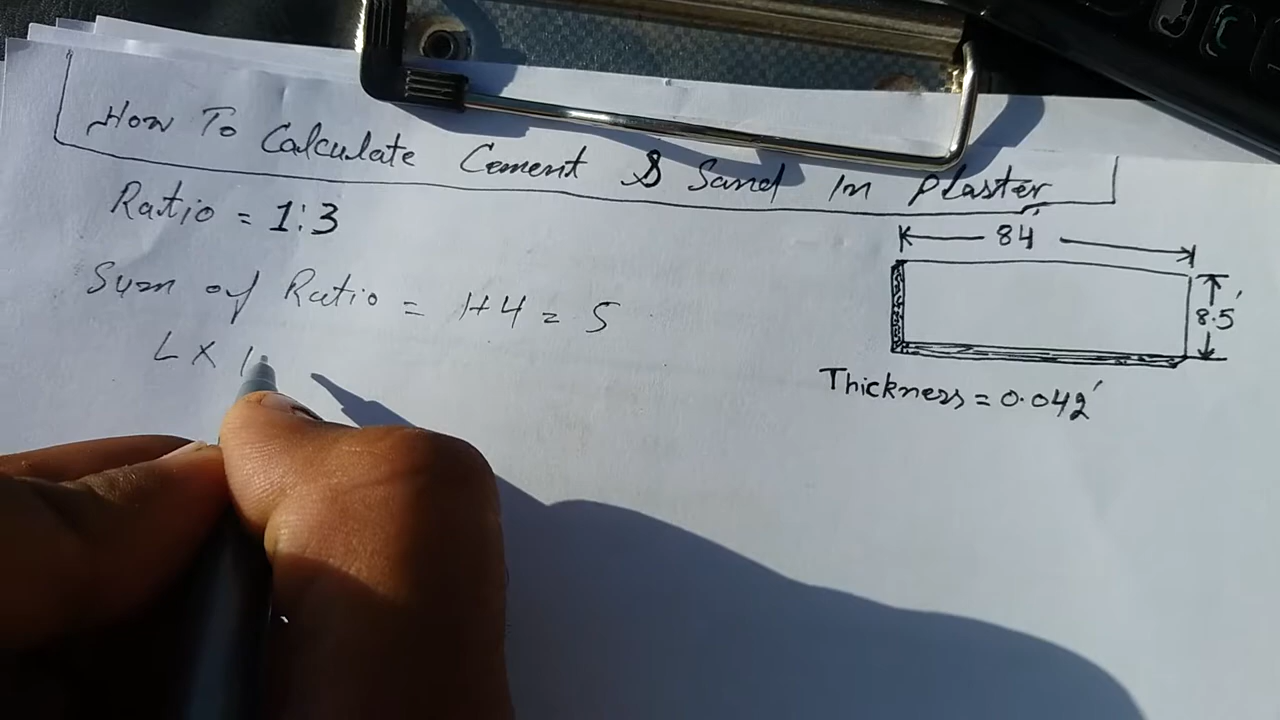 How To Calculate Cement & Sand In Plaster
Ratio = 1:3
84'
Sum of Ratio = 1+4 = 5
8.5'
L X
Thickness = 0.042'